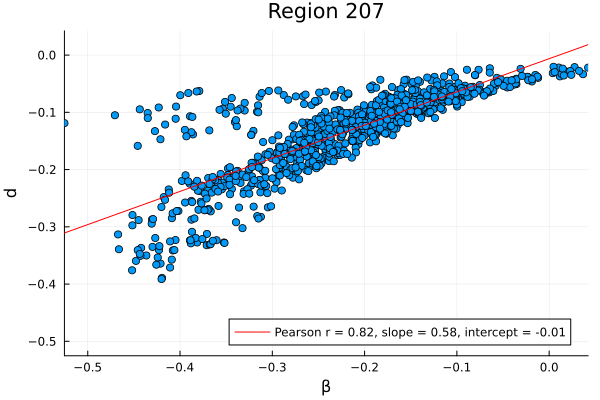 Region 207
0.0
−0.1
−0.2
−0.3
−0.4
−0.5
d
Pearson r = 0.82, slope = 0.58, intercept = -0.01
−0.5 −0.4 −0.3 −0.2 −0.1 0.0
β